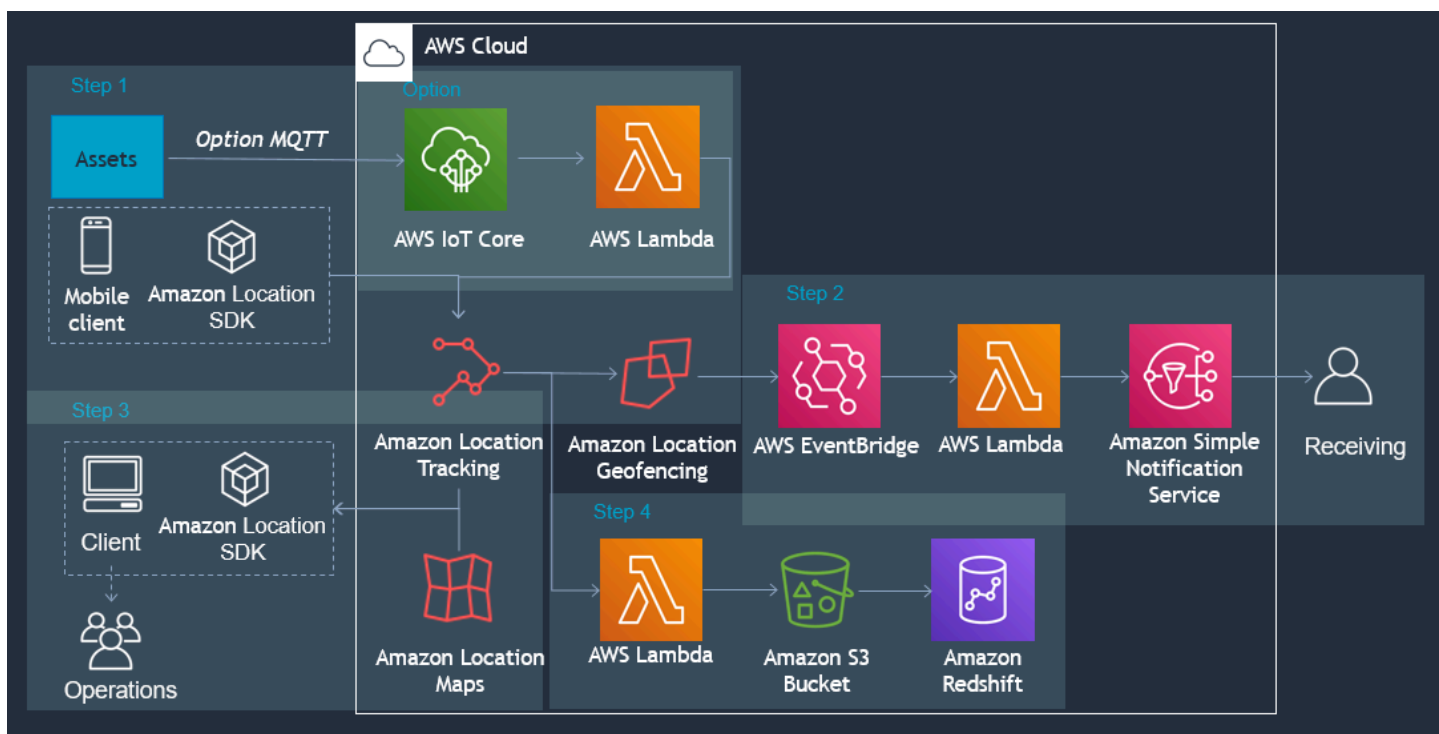 AWS Cloud
Step 1
Option
Assets
Option MQTT
AWS IoT Core
AWS Lambda
Mobile
client
Amazon Location
SDK
Step 2
AWS EventBridge
AWS Lambda
Amazon Simple
Notification
Service
Receiving
Amazon Location
Tracking
Amazon Location
Geofencing
Step 3
Client
Amazon Location
SDK
Operations
Amazon Location
Maps
Step 4
AWS Lambda
Amazon S3
Bucket
Amazon
Redshift